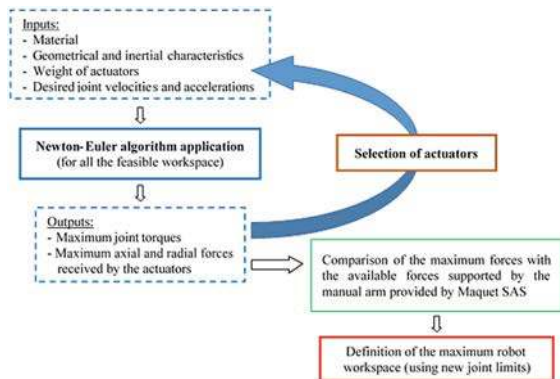 Inputs:
- Material
- Geometrical and inertial characteristics
- Weight of actuators
- Desired joint velocities and accelerations
Newton-Euler algorithm application
(for all the feasible workspace)
Selection of actuators
Outputs:
- Maximum joint torques
- Maximum axial and radial forces
received by the actuators
Comparison of the maximum forces with
the available forces supported by the
manual arm provided by Maquet SAS
Definition of the maximum robot
workspace (using new joint limits)